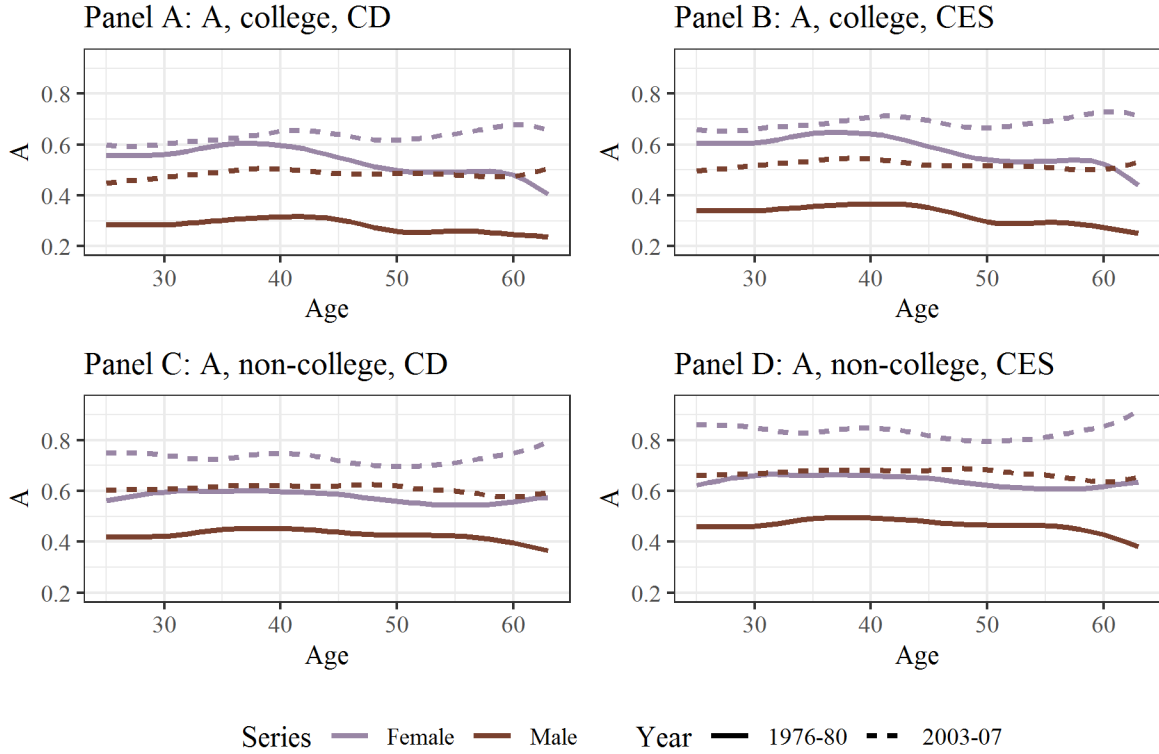 Panel A: A, college, CD
A
0.8
0.6
0.4
0.2
30 40 50 60
Age
Panel B: A, college, CES
A
0.8
0.6
0.4
0.2
30 40 50 60
Age
Panel C: A, non-college, CD
A
0.8
0.6
0.4
0.2
30 40 50 60
Age
Panel D: A, non-college, CES
A
0.8
0.6
0.4
0.2
30 40 50 60
Age
Series Female Male Year 1976-80 2003-07